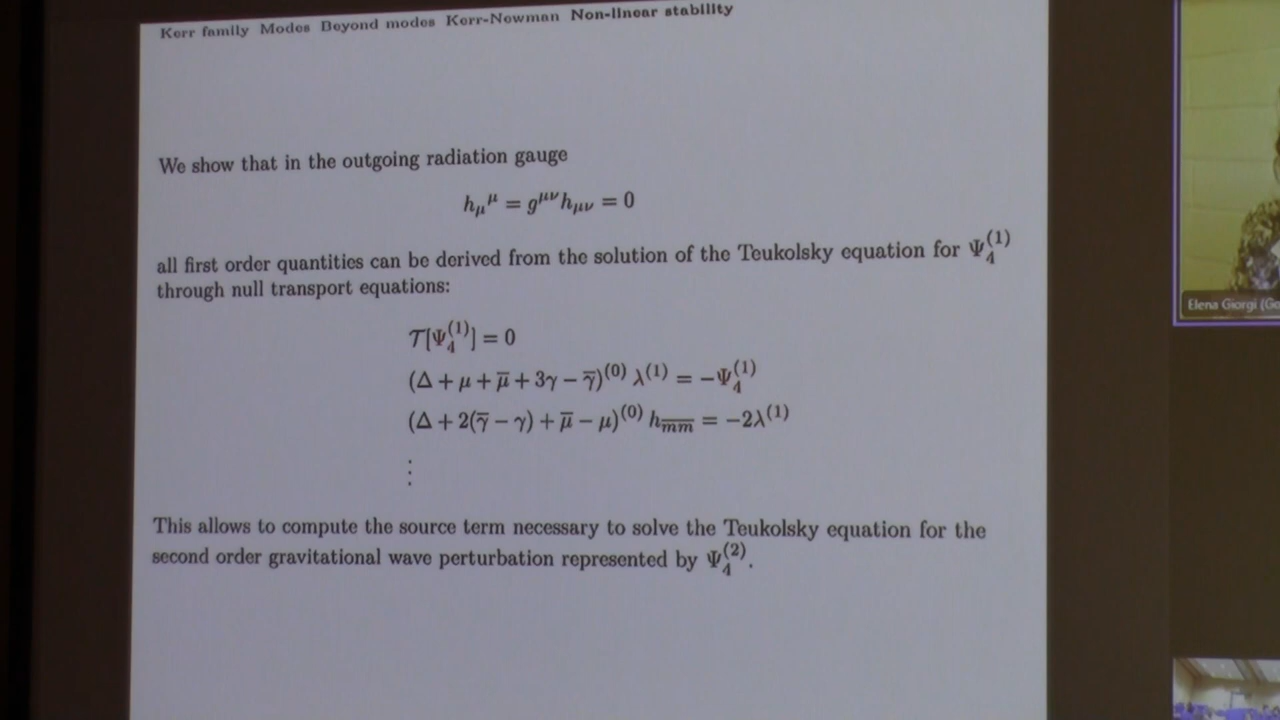 Kerr family Modes Beyond modes Kerr-Newman Non-linear stability
We show that in the outgoing radiation gauge
h_μ^μ = g^{μν}h_{μν} = 0
all first order quantities can be derived from the solution of the Teukolsky equation for Ψ_4^{(1)}
through null transport equations:
𝒯[Ψ_4^{(1)}] = 0
(Δ + μ + μ̅ + 3γ − γ̅)^{(0)} λ^{(1)} = −Ψ_4^{(1)}
(Δ + 2(γ̅ − γ) + μ̅ − μ)^{(0)} h_{m̅m̅} = −2λ^{(1)}
⋮
This allows to compute the source term necessary to solve the Teukolsky equation for the
second order gravitational wave perturbation represented by Ψ_4^{(2)}.
Elena Giorgi (Go